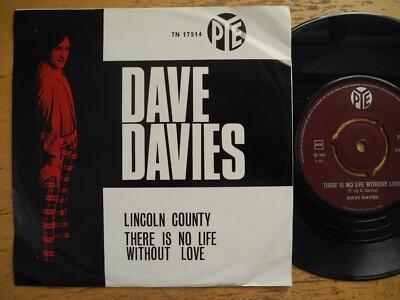 7N 17514
PYE
DAVE
DAVIES
LINCOLN COUNTY
THERE IS NO LIFE
WITHOUT LOVE
PYE
THERE IS NO LIFE WITHOUT LOVE
DAVE DAVIES